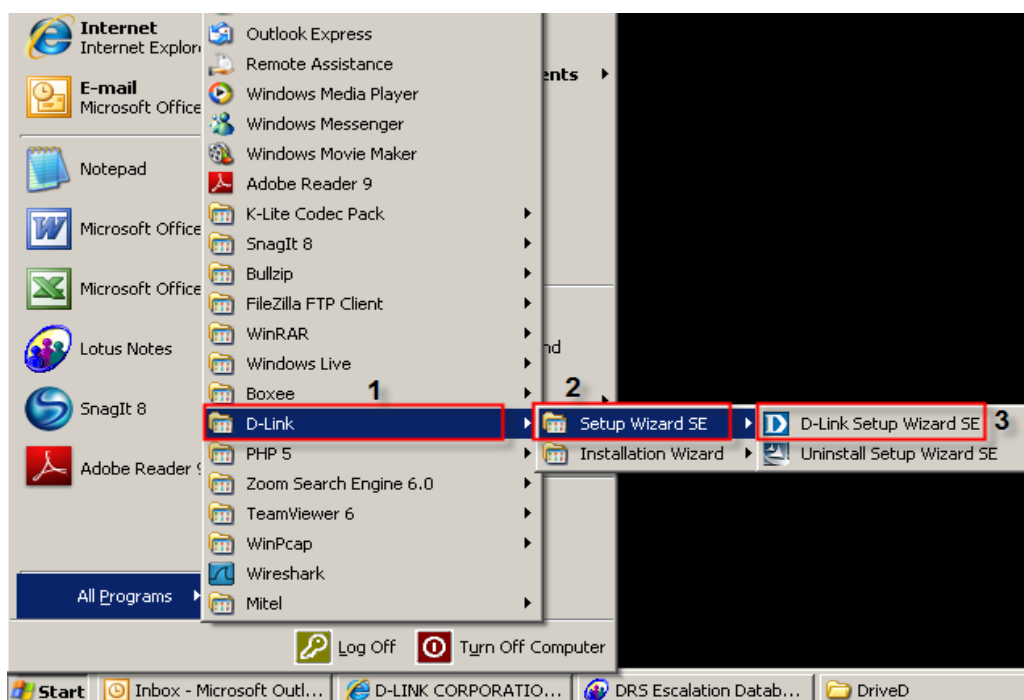 Internet
Internet Explor
E-mail
Microsoft Office
Notepad
Microsoft Office
Microsoft Office
Lotus Notes
SnagIt 8
Adobe Reader 9
All Programs
Outlook Express
Remote Assistance
Windows Media Player
Windows Messenger
Windows Movie Maker
Adobe Reader 9
K-Lite Codec Pack
SnagIt 8
Bullzip
FileZilla FTP Client
WinRAR
Windows Live
Boxee 1
D-Link
PHP 5
Zoom Search Engine 6.0
TeamViewer 6
WinPcap
Wireshark
Mitel
ents
nd
2
Setup Wizard SE
Installation Wizard
D-Link Setup Wizard SE 3
Uninstall Setup Wizard SE
Log Off Turn Off Computer
Start Inbox - Microsoft Outl... D-LINK CORPORATIO... DRS Escalation Datab... DriveD